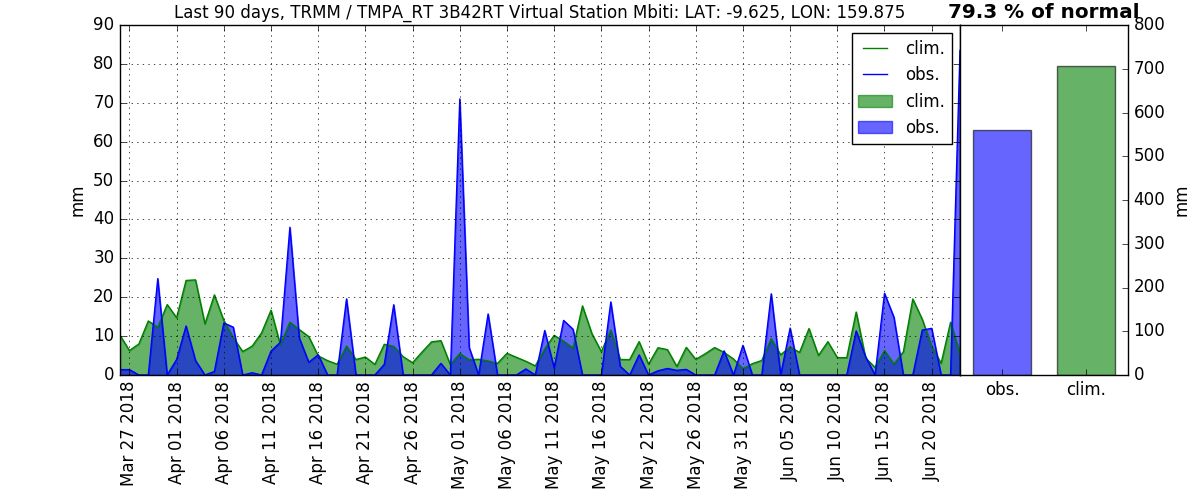 Last 90 days, TRMM / TMPA_RT 3B42RT Virtual Station Mbiti: LAT: -9.625, LON: 159.875
79.3 % of normal
90
80
70
60
50
40
30
20
10
0
mm
clim.
obs.
clim.
obs.
Mar 27 2018
Apr 01 2018
Apr 06 2018
Apr 11 2018
Apr 16 2018
Apr 21 2018
Apr 26 2018
May 01 2018
May 06 2018
May 11 2018
May 16 2018
May 21 2018
May 26 2018
May 31 2018
Jun 05 2018
Jun 10 2018
Jun 15 2018
Jun 20 2018
800
700
600
500
400
300
200
100
0
mm
obs.
clim.